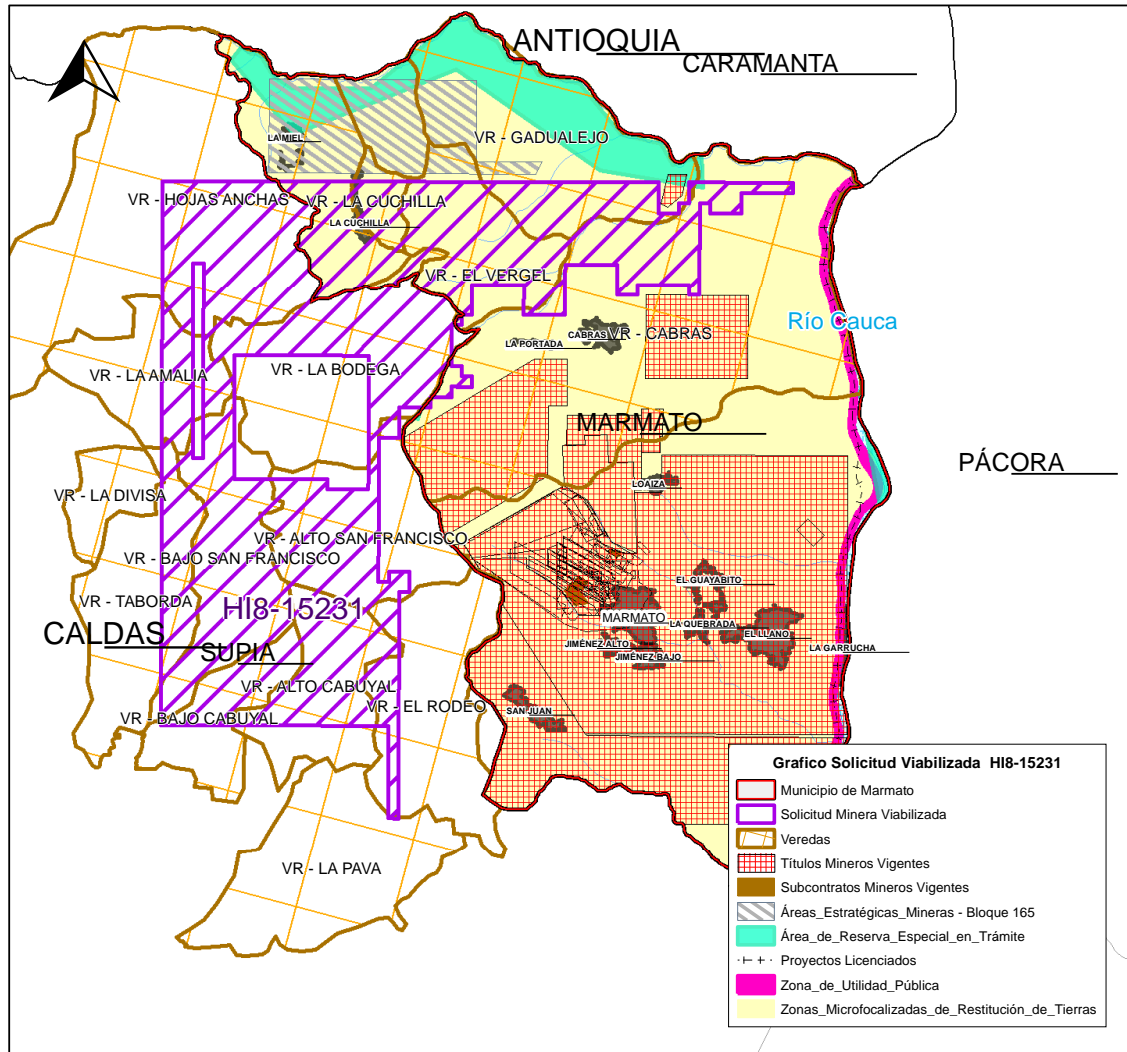 ANTIOQUIA
CARAMANTA
VR - GADUALEJO
LA MIEL
VR - HOJAS ANCHAS
VR - LA CUCHILLA
LA CUCHILLA
VR - EL VERGEL
Río Cauca
CABRAS
VR - CABRAS
LA PORTADA
VR - LA AMALIA
VR - LA BODEGA
MARMATO
PÁCORA
LOAIZA
VR - LA DIVISA
VR - ALTO SAN FRANCISCO
VR - BAJO SAN FRANCISCO
EL GUAYABITO
VR - TABORDA
HI8-15231
MARMATO
LA QUEBRADA
EL LLANO
CALDAS
SUPIA
JIMÉNEZ ALTO
LA GARRUCHA
JIMÉNEZ BAJO
VR - ALTO CABUYAL
VR - EL RODEO
SAN JUAN
VR - BAJO CABUYAL
VR - LA PAVA
Grafico Solicitud Viabilizada HI8-15231
Municipio de Marmato
Solicitud Minera Viabilizada
Veredas
Títulos Mineros Vigentes
Subcontratos Mineros Vigentes
Áreas_Estratégicas_Mineras - Bloque 165
Área_de_Reserva_Especial_en_Trámite
Proyectos Licenciados
Zona_de_Utilidad_Pública
Zonas_Microfocalizadas_de_Restitución_de_Tierras